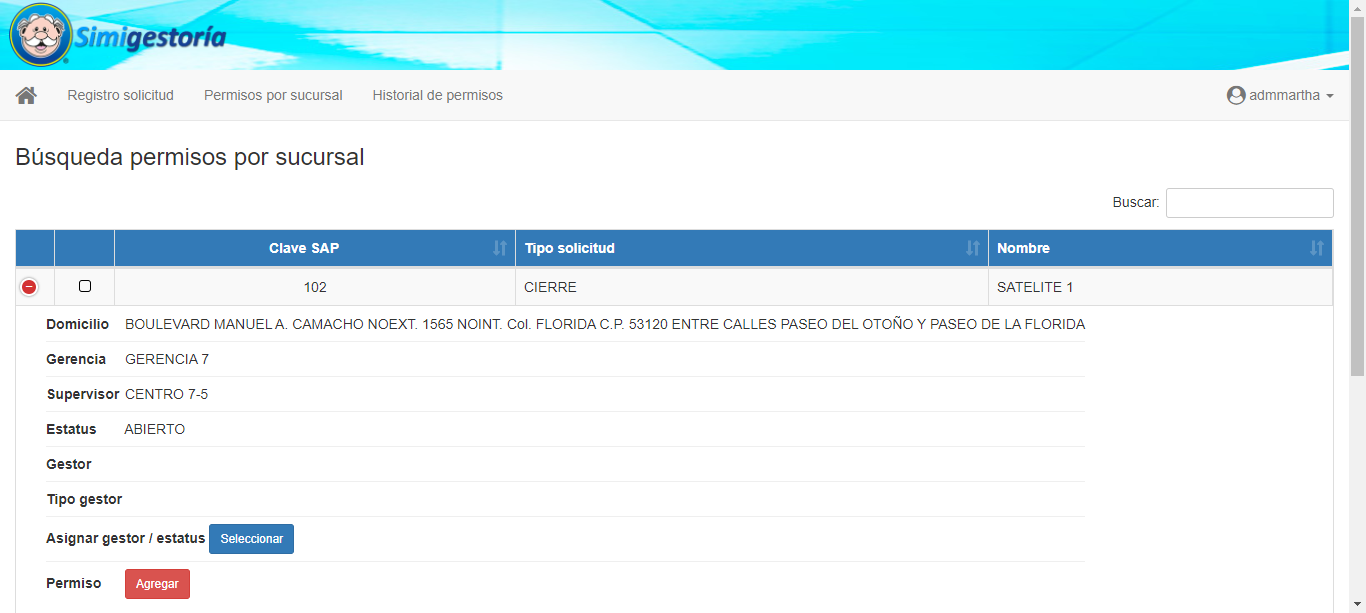 Simigestoría
Registro solicitud Permisos por sucursal Historial de permisos admmartha
Búsqueda permisos por sucursal
Buscar:
Clave SAP Tipo solicitud Nombre
102 CIERRE SATELITE 1
Domicilio BOULEVARD MANUEL A. CAMACHO NOEXT. 1565 NOINT. Col. FLORIDA C.P. 53120 ENTRE CALLES PASEO DEL OTOÑO Y PASEO DE LA FLORIDA
Gerencia GERENCIA 7
Supervisor CENTRO 7-5
Estatus ABIERTO
Gestor
Tipo gestor
Asignar gestor / estatus Seleccionar
Permiso Agregar